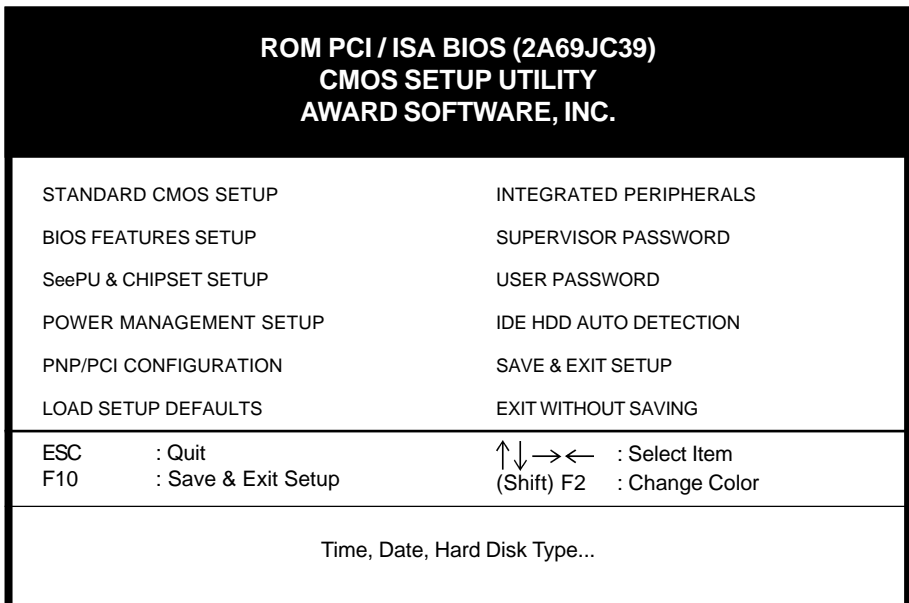 ROM PCI / ISA BIOS (2A69JC39)
CMOS SETUP UTILITY
AWARD SOFTWARE, INC.
STANDARD CMOS SETUP
BIOS FEATURES SETUP
SeePU & CHIPSET SETUP
POWER MANAGEMENT SETUP
PNP/PCI CONFIGURATION
LOAD SETUP DEFAULTS
INTEGRATED PERIPHERALS
SUPERVISOR PASSWORD
USER PASSWORD
IDE HDD AUTO DETECTION
SAVE & EXIT SETUP
EXIT WITHOUT SAVING
ESC : Quit
F10 : Save & Exit Setup
↑↓→← : Select Item
(Shift) F2 : Change Color
Time, Date, Hard Disk Type...